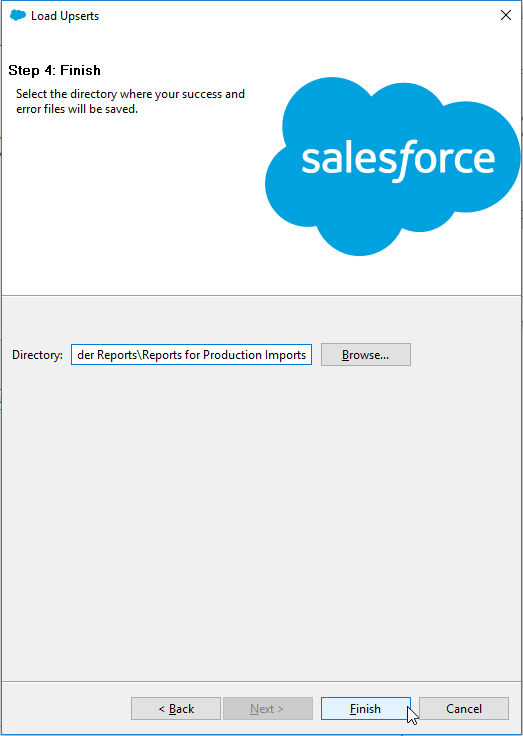 Load Upserts
Step 4: Finish
Select the directory where your success and
error files will be saved.
salesforce
Directory:
der Reports\Reports for Production Imports
Browse...
< Back
Next >
Finish
Cancel